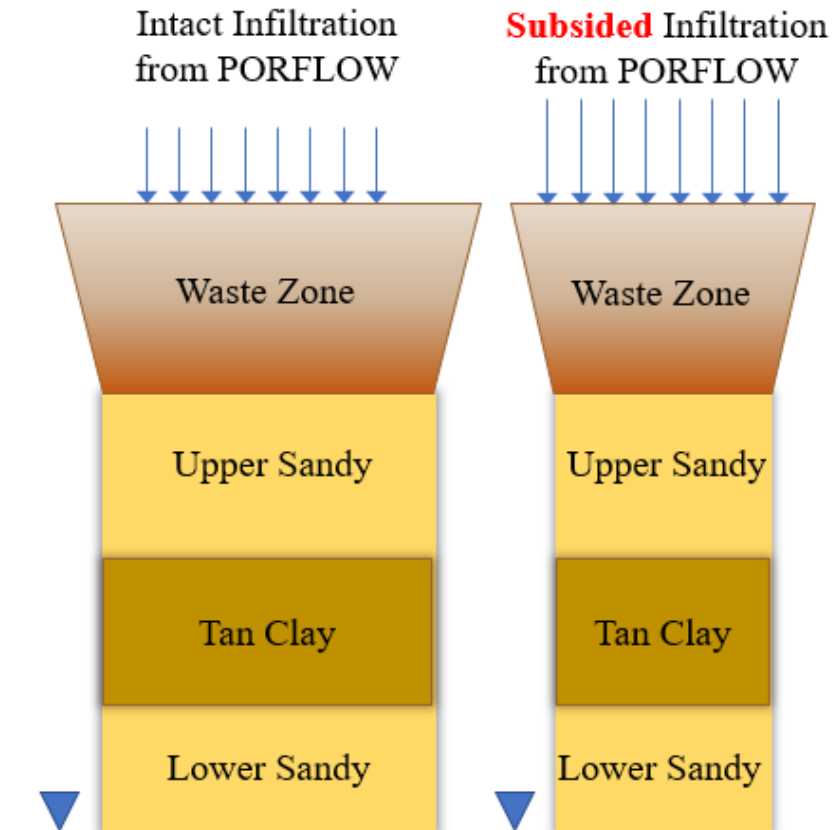 Intact Infiltration
from PORFLOW
Waste Zone
Upper Sandy
Tan Clay
Lower Sandy
Subsided Infiltration
from PORFLOW
Waste Zone
Upper Sandy
Tan Clay
Lower Sandy